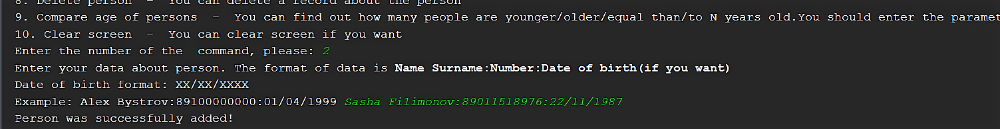 8. Delete person  -  You can delete a record about the person
9. Compare age of persons  -  You can find out how many people are younger/older/equal than/to N years old.You should enter the paramet
10. Clear screen  -  You can clear screen if you want
Enter the number of the  command, please: 2
Enter your data about person. The format of data is Name Surname:Number:Date of birth(if you want)
Date of birth format: XX/XX/XXXX
Example: Alex Bystrov:89100000000:01/04/1999 Sasha Filimonov:89011518976:22/11/1987
Person was successfully added!